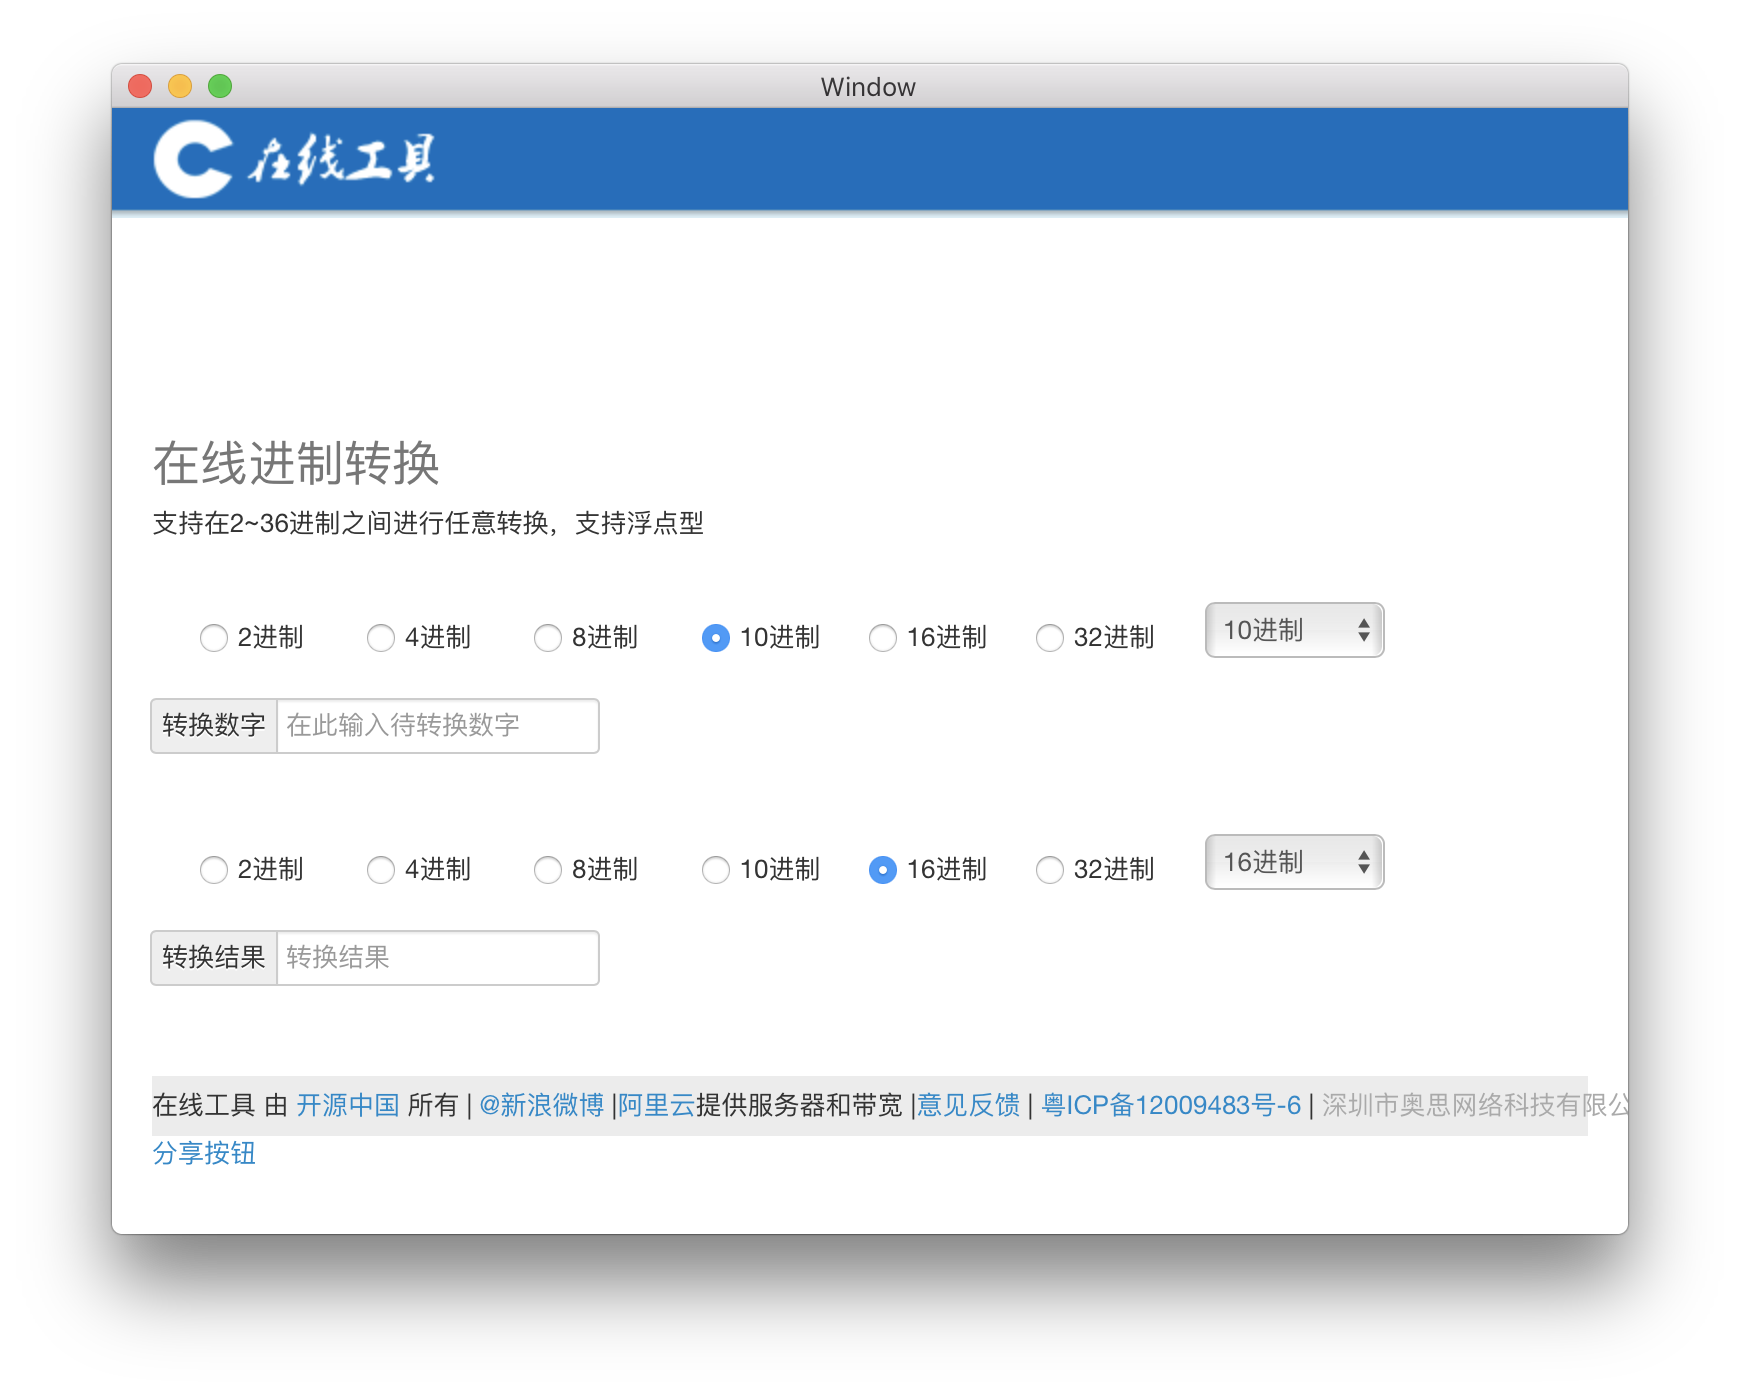 Window
在线工具
在线进制转换
支持在2~36进制之间进行任意转换，支持浮点型
2进制 4进制 8进制 10进制 16进制 32进制 10进制
转换数字 在此输入待转换数字
2进制 4进制 8进制 10进制 16进制 32进制 16进制
转换结果 转换结果
在线工具 由 开源中国 所有 | @新浪微博 |阿里云提供服务器和带宽 |意见反馈 | 粤ICP备12009483号-6 | 深圳市奥思网络科技有限公
分享按钮